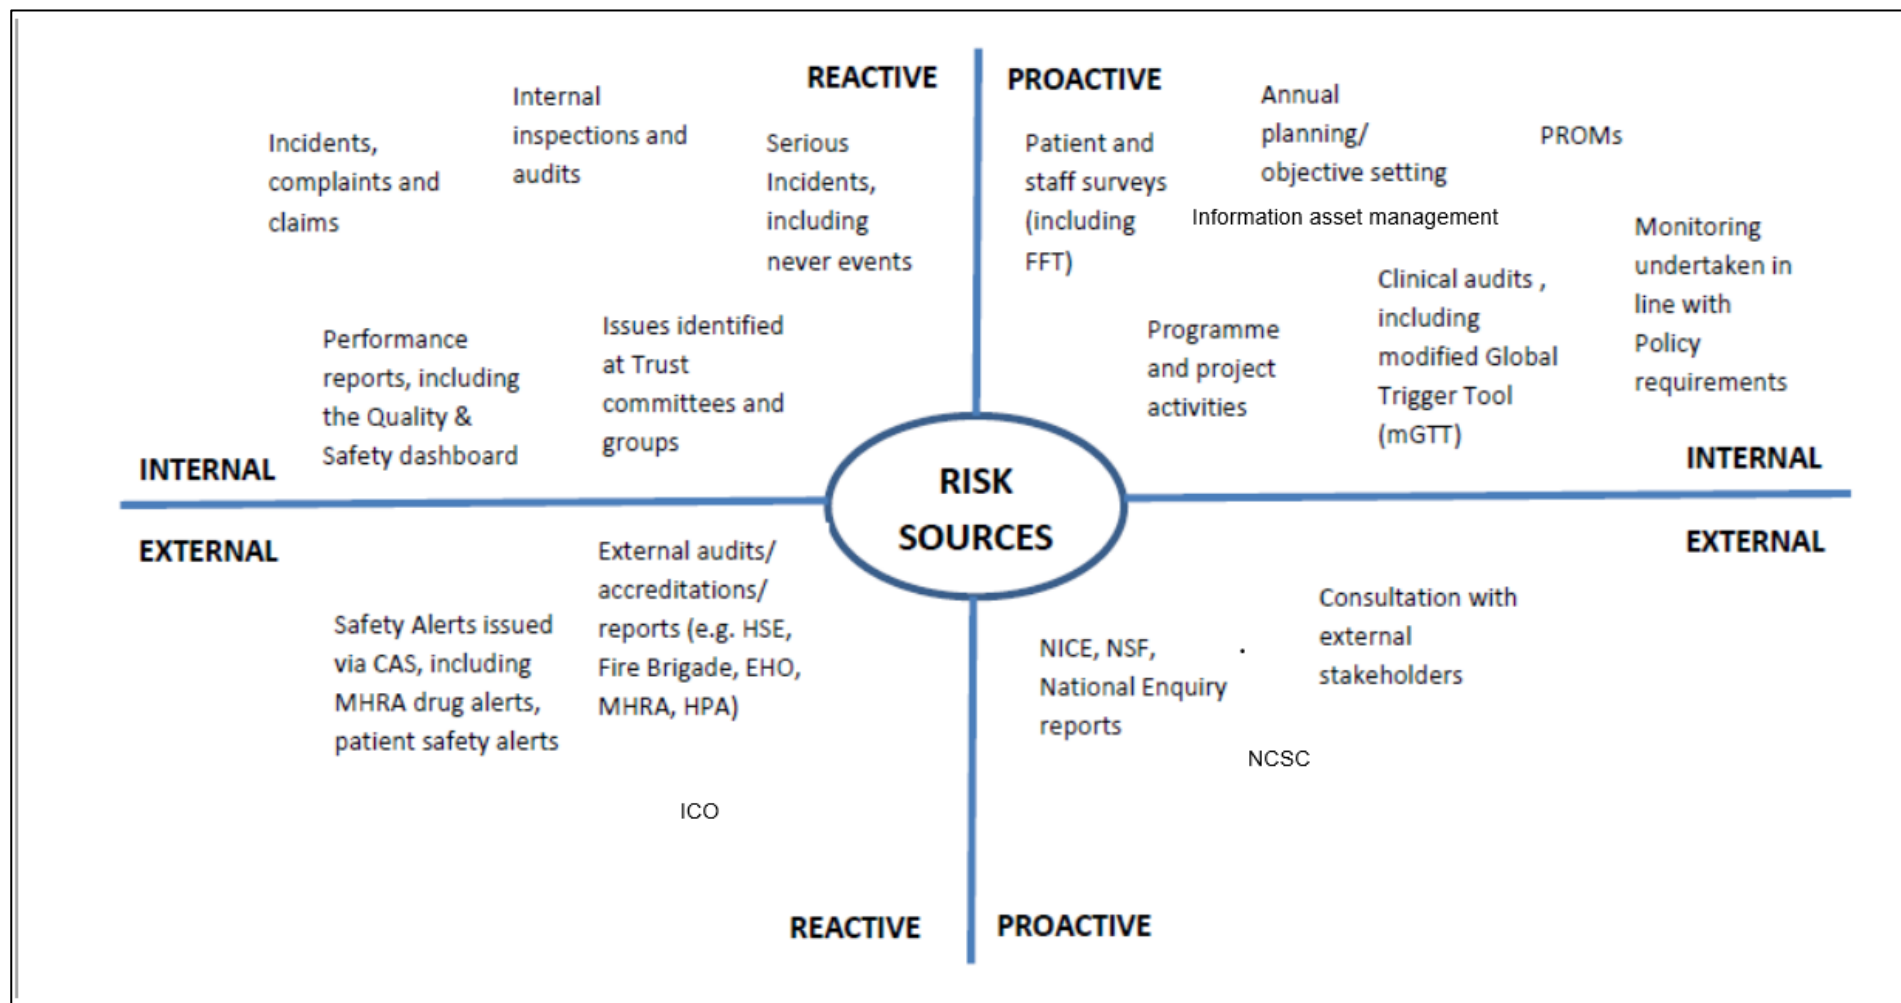 REACTIVE
PROACTIVE
Incidents,
complaints and
claims
Internal
inspections and
audits
Serious
Incidents,
including
never events
Performance
reports, including
the Quality &
Safety dashboard
Issues identified
at Trust
committees and
groups
INTERNAL
Patient and
staff surveys
(including
FFT)
Annual
planning/
objective setting
PROMs
Information asset management
Monitoring
undertaken in
line with
Policy
requirements
Programme
and project
activities
Clinical audits ,
including
modified Global
Trigger Tool
(mGTT)
INTERNAL
RISK
SOURCES
EXTERNAL
Safety Alerts issued
via CAS, including
MHRA drug alerts,
patient safety alerts
External audits/
accreditations/
reports (e.g. HSE,
Fire Brigade, EHO,
MHRA, HPA)
ICO
EXTERNAL
NICE, NSF,
National Enquiry
reports
.
Consultation with
external
stakeholders
NCSC
REACTIVE
PROACTIVE